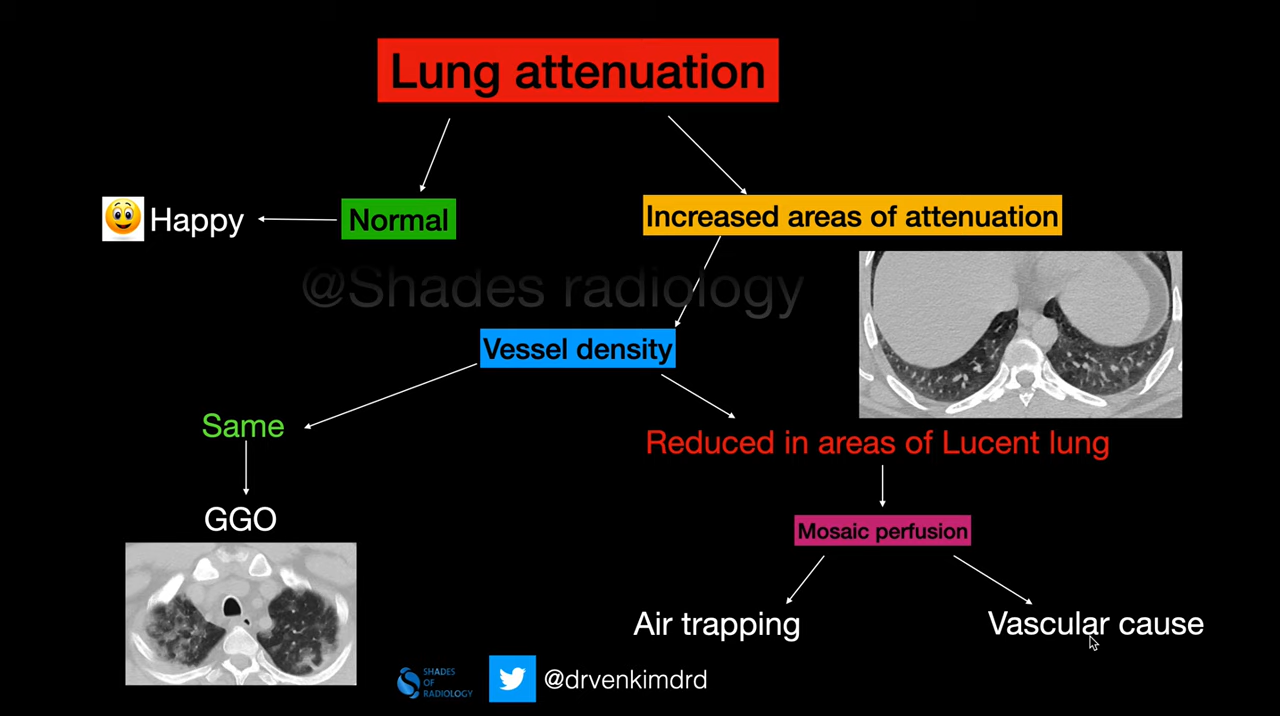 Lung attenuation
Happy
Normal
Increased areas of attenuation
@Shades radiology
Vessel density
Same
Reduced in areas of Lucent lung
GGO
Mosaic perfusion
Air trapping
Vascular cause
SHADES
OF
RADIOLOGY
@drvenkimdrd